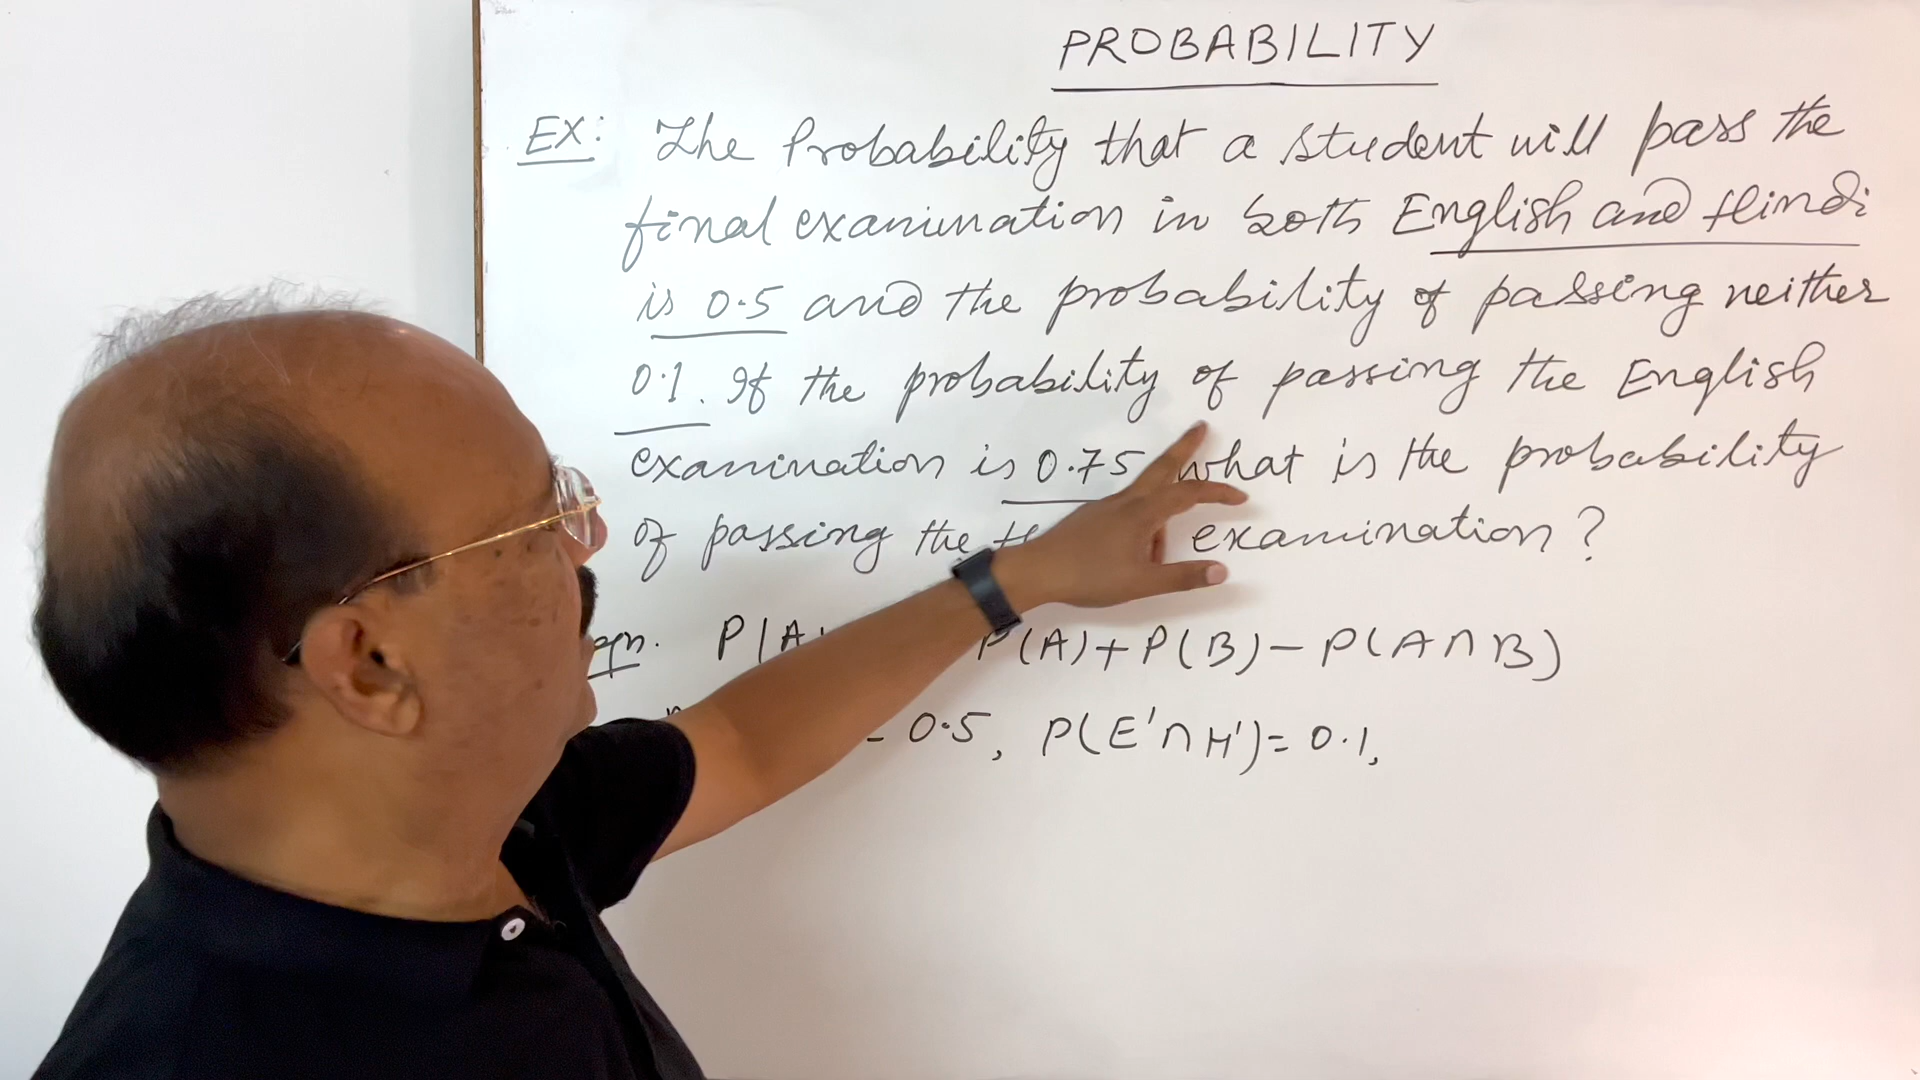 PROBABILITY
EX: The Probability that a student will pass the
final examination in both English and Hindi
is 0.5 and the probability of passing neither
0.1. If the probability of passing the English
examination is 0.75 what is the probability
of passing the examination?
P(A P(A)+P(B)-P(A∩B)
= 0.5, P(E'∩H')= 0.1,